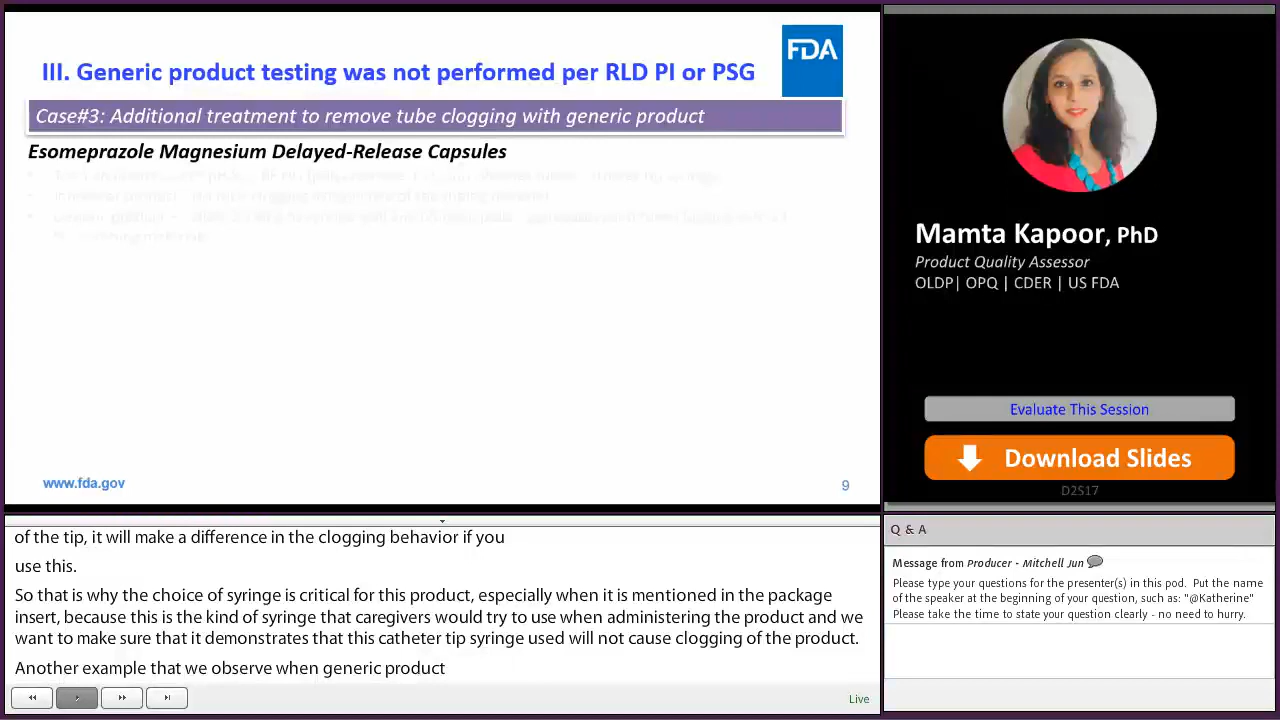 FDA
III. Generic product testing was not performed per RLD PI or PSG
Case#3: Additional treatment to remove tube clogging with generic product
Esomeprazole Magnesium Delayed-Release Capsules
www.fda.gov
9
Mamta Kapoor, PhD
Product Quality Assessor
OLDP| OPQ | CDER | US FDA
Evaluate This Session
Download Slides
D2S17
of the tip, it will make a difference in the clogging behavior if you
use this.
So that is why the choice of syringe is critical for this product, especially when it is mentioned in the package
insert, because this is the kind of syringe that caregivers would try to use when administering the product and we
want to make sure that it demonstrates that this catheter tip syringe used will not cause clogging of the product.
Another example that we observe when generic product
Live
Q & A
Message from Producer - Mitchell Jun
Please type your questions for the presenter(s) in this pod. Put the name
of the speaker at the beginning of your question, such as: "@Katherine"
Please take the time to state your question clearly - no need to hurry.